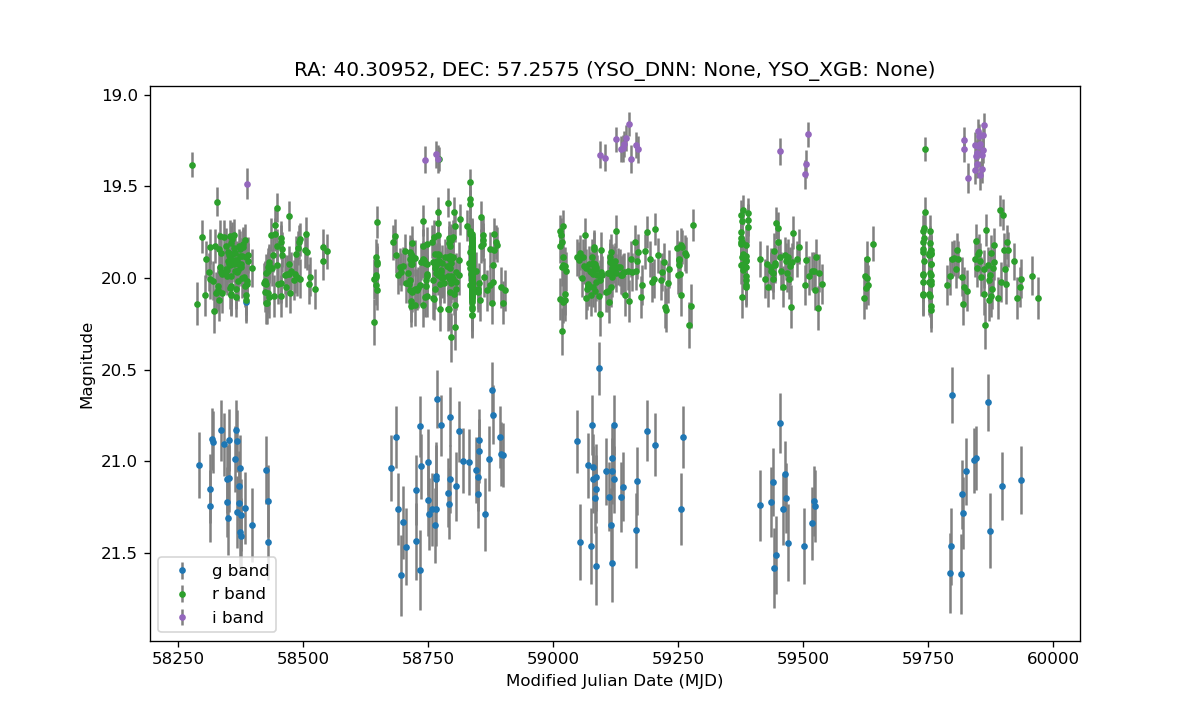 RA: 40.30952, DEC: 57.2575 (YSO_DNN: None, YSO_XGB: None)
19.0
19.5
20.0
20.5
21.0
21.5
Magnitude
g band
r band
i band
58250 58500 58750 59000 59250 59500 59750 60000
Modified Julian Date (MJD)